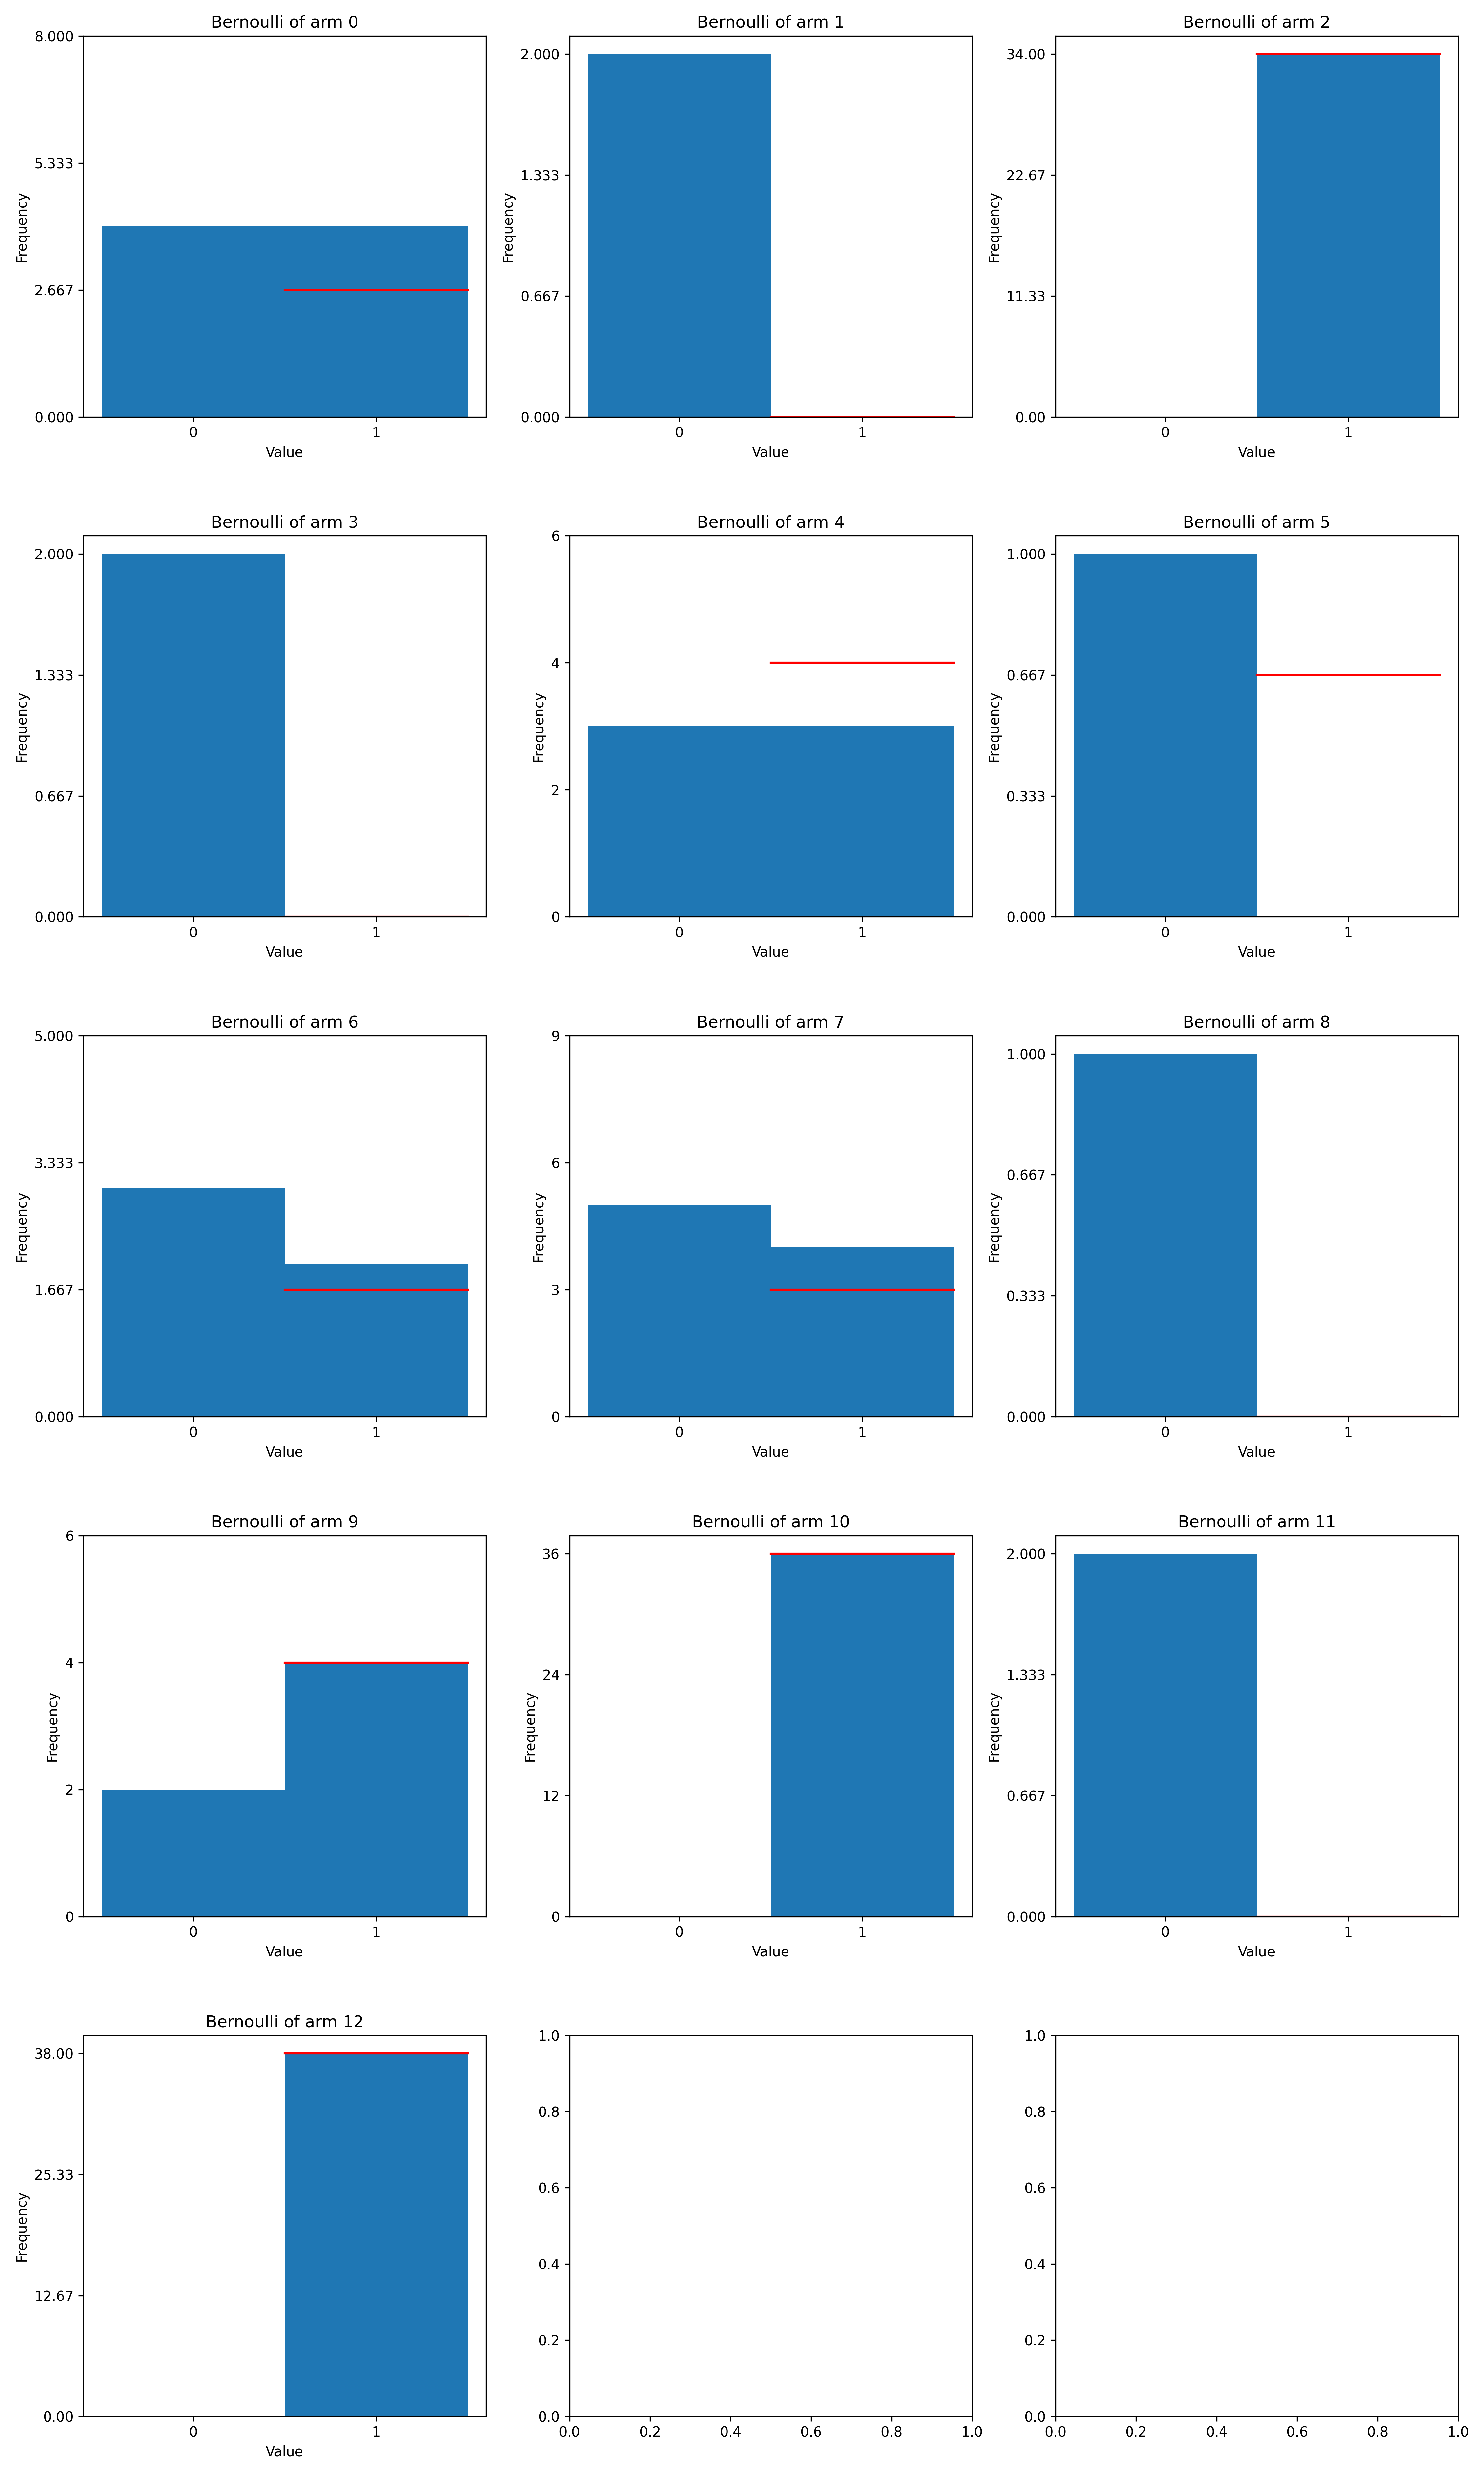 Bernoulli of arm 0
8.000
5.333
2.667
0.000
Frequency
0 1
Value
Bernoulli of arm 1
2.000
1.333
0.667
0.000
Frequency
0 1
Value
Bernoulli of arm 2
34.00
22.67
11.33
0.00
Frequency
0 1
Value
Bernoulli of arm 3
2.000
1.333
0.667
0.000
Frequency
0 1
Value
Bernoulli of arm 4
6
4
2
0
Frequency
0 1
Value
Bernoulli of arm 5
1.000
0.667
0.333
0.000
Frequency
0 1
Value
Bernoulli of arm 6
5.000
3.333
1.667
0.000
Frequency
0 1
Value
Bernoulli of arm 7
9
6
3
0
Frequency
0 1
Value
Bernoulli of arm 8
1.000
0.667
0.333
0.000
Frequency
0 1
Value
Bernoulli of arm 9
6
4
2
0
Frequency
0 1
Value
Bernoulli of arm 10
36
24
12
0
Frequency
0 1
Value
Bernoulli of arm 11
2.000
1.333
0.667
0.000
Frequency
0 1
Value
Bernoulli of arm 12
38.00
25.33
12.67
0.00
Frequency
0 1
Value
1.0
0.8
0.6
0.4
0.2
0.0
0.0 0.2 0.4 0.6 0.8 1.0
1.0
0.8
0.6
0.4
0.2
0.0
0.0 0.2 0.4 0.6 0.8 1.0